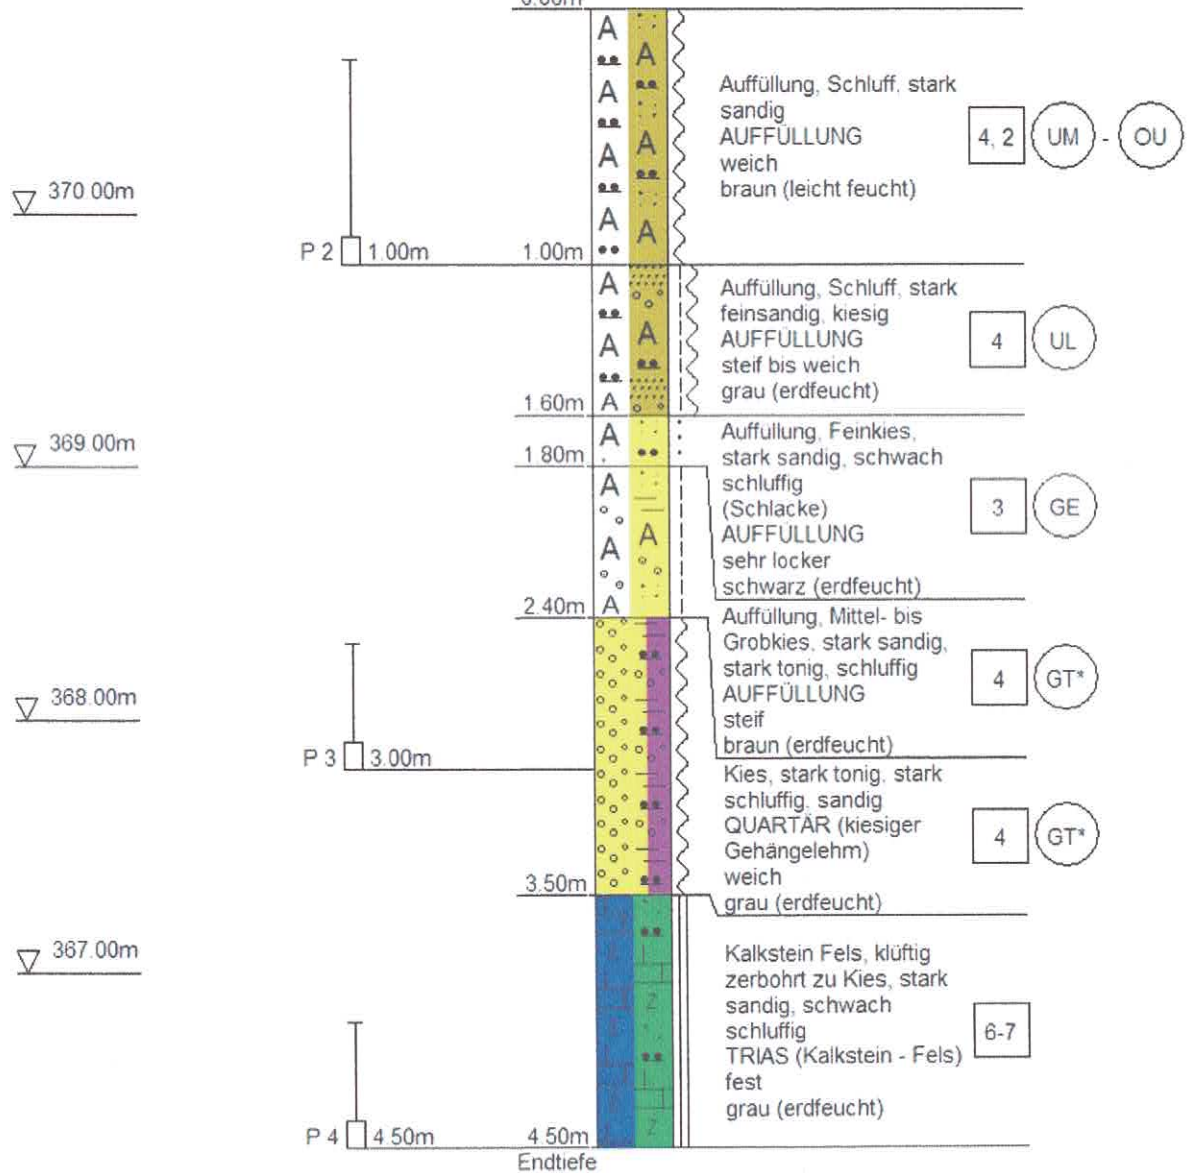 0.00m
A
A
Auffüllung, Schluff, stark
sandig
AUFFÜLLUNG
weich
braun (leicht feucht)
4, 2 UM - OU
A
A
A
A
A
A
370.00m
P 2 1.00m 1.00m
A
A
A
A
Auffüllung, Schluff, stark
feinsandig, kiesig
AUFFÜLLUNG
steif bis weich
grau (erdfeucht)
4 UL
1.60m
A
369.00m
1.80m
Auffüllung, Feinkies,
stark sandig, schwach
schluffig
(Schlacke)
AUFFÜLLUNG
sehr locker
schwarz (erdfeucht)
3 GE
A
A
A
A
2.40m
Auffüllung, Mittel- bis
Grobkies, stark sandig,
stark tonig, schluffig
AUFFÜLLUNG
steif
braun (erdfeucht)
4 GT*
368.00m
P 3 3.00m
Kies, stark tonig, stark
schluffig, sandig
QUARTÄR (kiesiger
Gehängelehm)
weich
grau (erdfeucht)
4 GT*
3.50m
367.00m
Kalkstein Fels, klüftig
zerbohrt zu Kies, stark
sandig, schwach
schluffig
TRIAS (Kalkstein - Fels)
fest
grau (erdfeucht)
6-7
Z
Z
P 4 4.50m 4.50m
Endtiefe